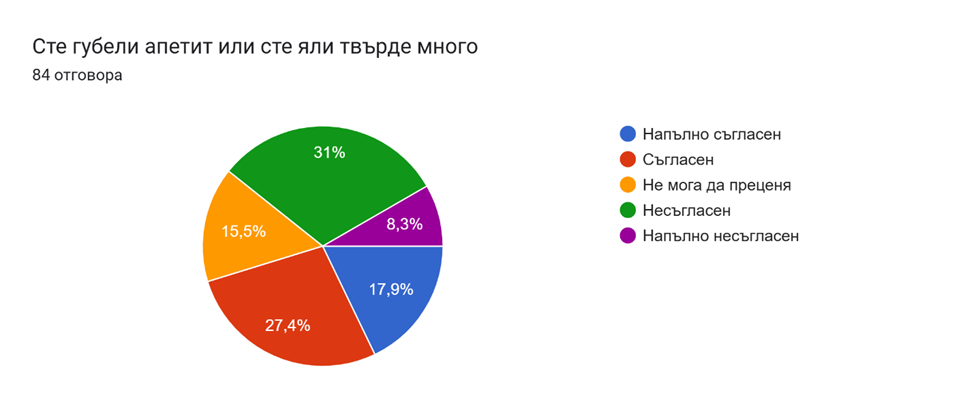 Сте губели апетит или сте яли твърде много
84 отговора
31%
8,3%
15,5%
17,9%
27,4%
Напълно съгласен
Съгласен
Не мога да преценя
Несъгласен
Напълно несъгласен